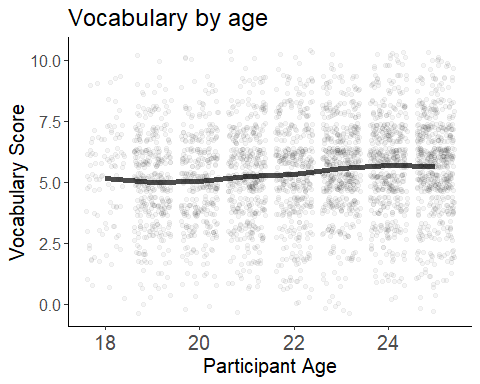 Vocabulary by age
Vocabulary Score
10.0
7.5
5.0
2.5
0.0
18 20 22 24
Participant Age